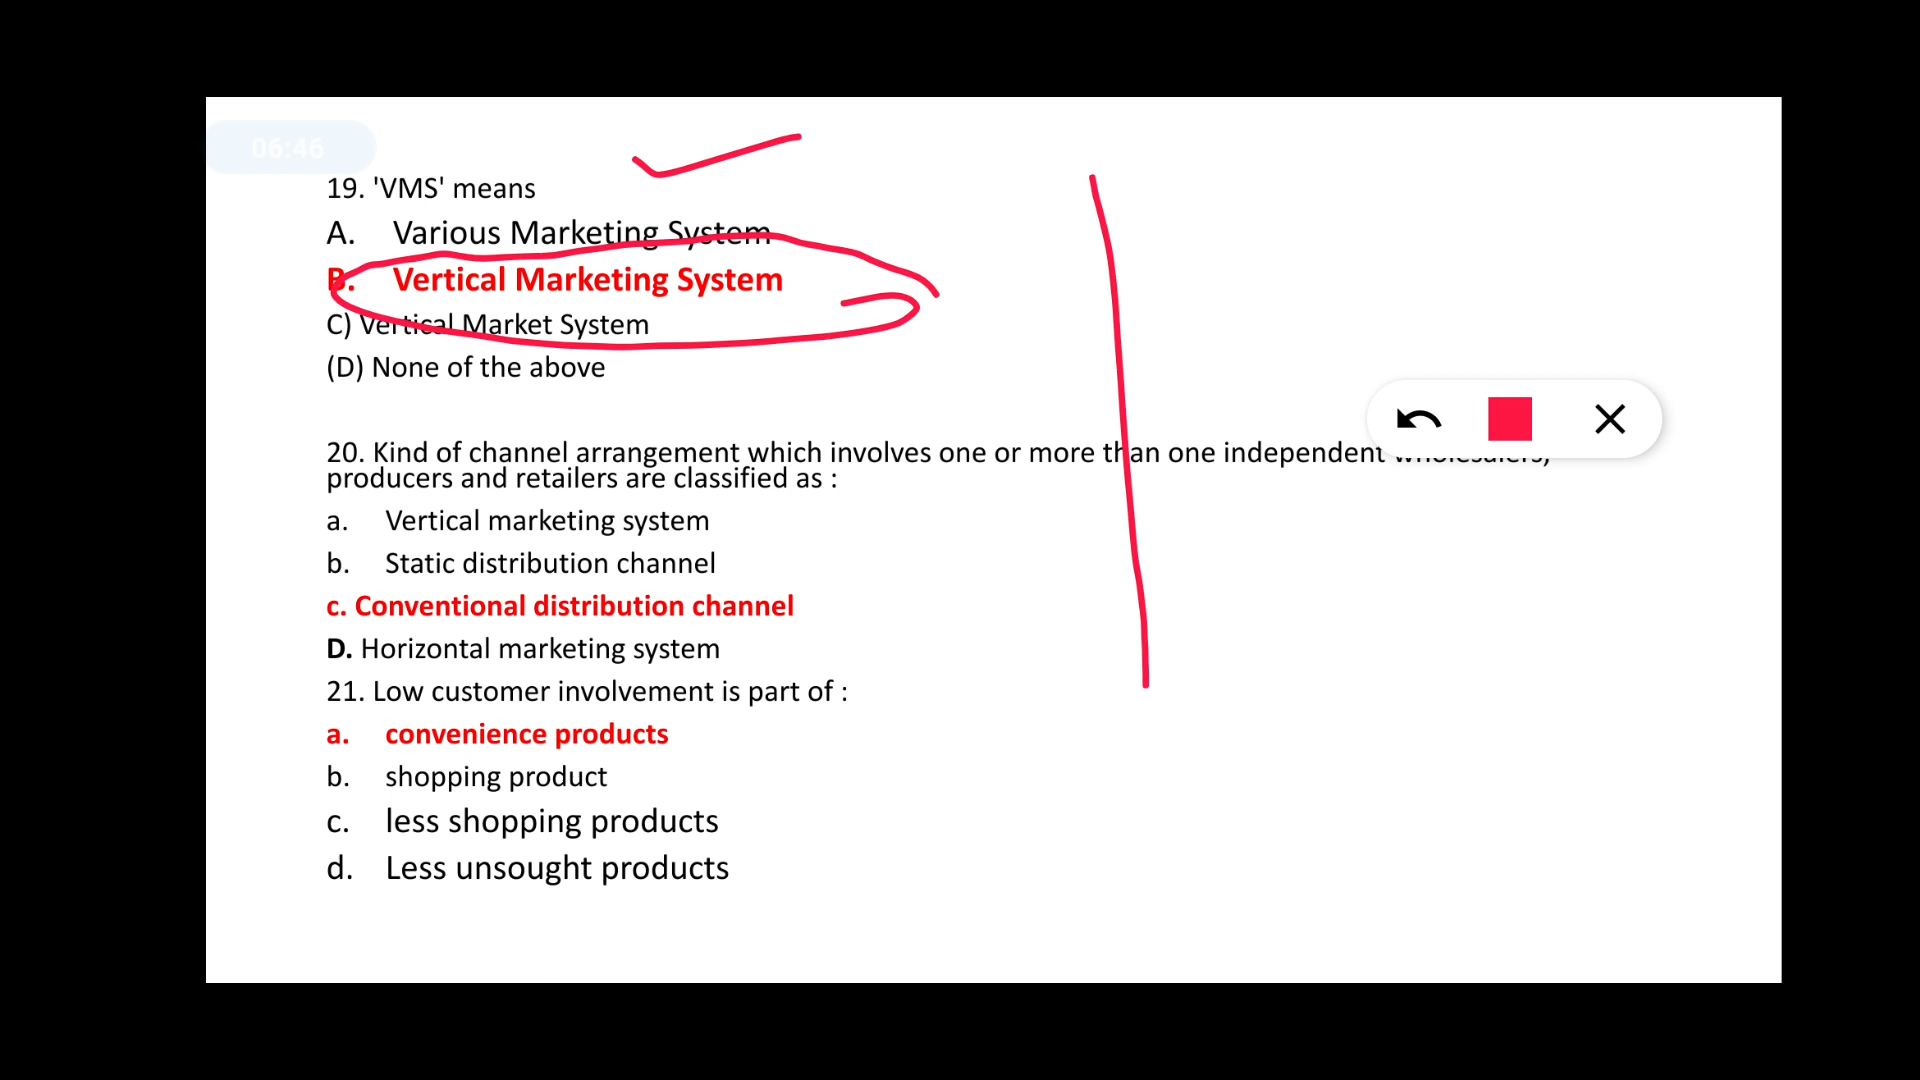 06:46
19. 'VMS' means
A. Various Marketing System
B. Vertical Marketing System
C) Vertical Market System
(D) None of the above
20. Kind of channel arrangement which involves one or more than one independent wholesalers,
producers and retailers are classified as :
a. Vertical marketing system
b. Static distribution channel
c. Conventional distribution channel
D. Horizontal marketing system
21. Low customer involvement is part of :
a. convenience products
b. shopping product
c. less shopping products
d. Less unsought products